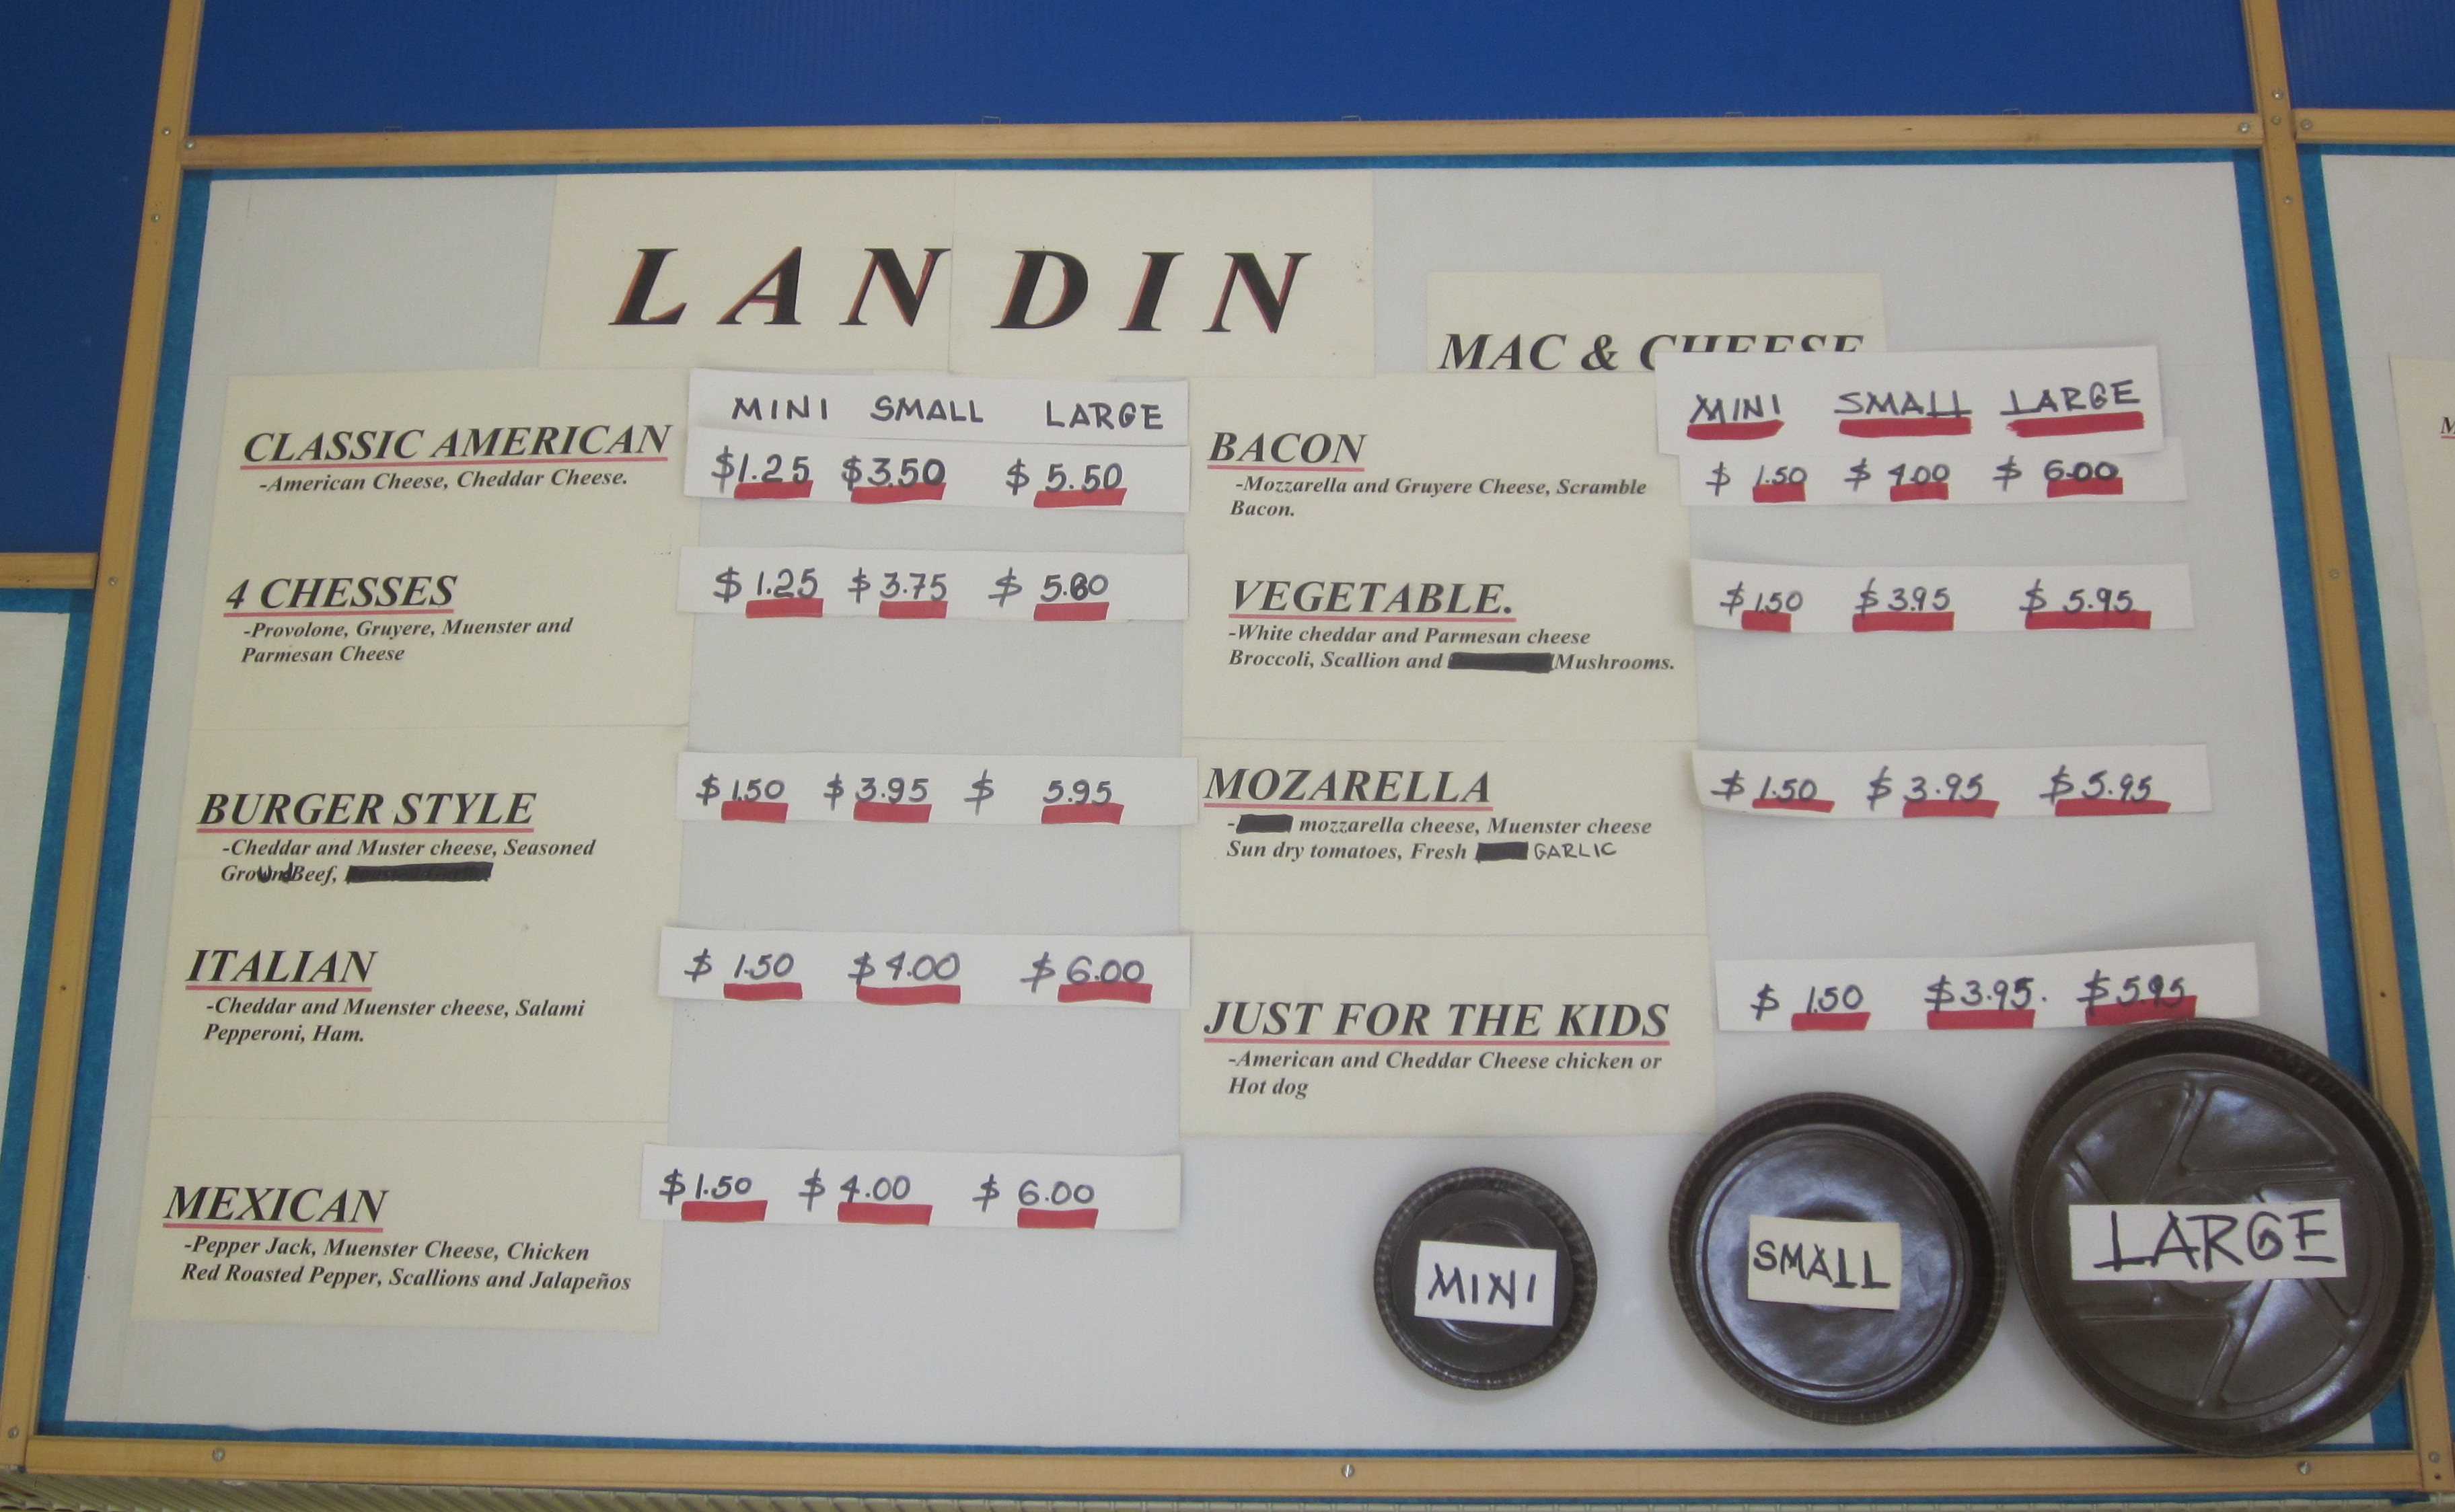 LANDIN
MAC & CHEESE
MINI SMALL LARGE
CLASSIC AMERICAN $1.25 $3.50 $5.50
-American Cheese, Cheddar Cheese.
4 CHESSES $1.25 $3.75 $5.60
-Provolone, Gruyere, Muenster and
Parmesan Cheese
BURGER STYLE $1.50 $3.95 $5.95
-Cheddar and Muster cheese, Seasoned
Ground Beef,
ITALIAN $1.50 $4.00 $6.00
-Cheddar and Muenster cheese, Salami
Pepperoni, Ham.
MEXICAN $1.50 $4.00 $6.00
-Pepper Jack, Muenster Cheese, Chicken
Red Roasted Pepper, Scallions and Jalapeños
MINI SMALL LARGE
BACON $1.50 $4.00 $6.00
-Mozzarella and Gruyere Cheese, Scramble
Bacon.
VEGETABLE. $1.50 $3.95 $5.95
-White cheddar and Parmesan cheese
Broccoli, Scallion and Mushrooms.
MOZARELLA $1.50 $3.95 $5.95
- mozzarella cheese, Muenster cheese
Sun dry tomatoes, Fresh GARLIC
JUST FOR THE KIDS $1.50 $3.95. $5.95
-American and Cheddar Cheese chicken or
Hot dog
MINI
SMALL
LARGE